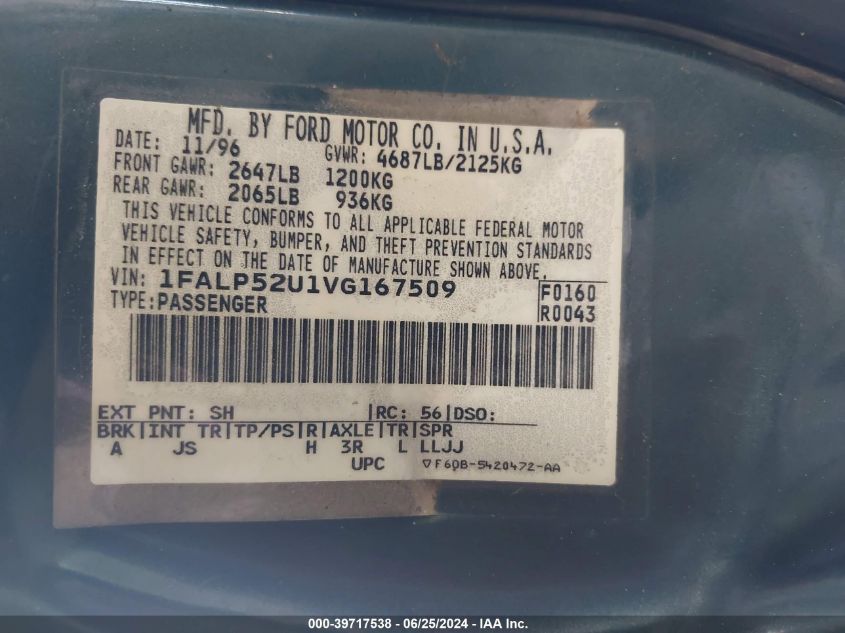 MFD. BY FORD MOTOR CO. IN U.S.A.
DATE: 11/96 GVWR: 4687LB/2125KG
FRONT GAWR: 2647LB 1200KG
REAR GAWR: 2065LB 936KG
THIS VEHICLE CONFORMS TO ALL APPLICABLE FEDERAL MOTOR
VEHICLE SAFETY, BUMPER, AND THEFT PREVENTION STANDARDS
IN EFFECT ON THE DATE OF MANUFACTURE SHOWN ABOVE.
VIN: 1FALP52U1VG167509 F0160
TYPE:PASSENGER R0043
EXT PNT: SH |RC: 56|DSO:
BRK|INT TR|TP/PS|R|AXLE|TR|SPR
A JS H 3R L LLJJ
UPC ▽F6DB-5420472-AA
000-39717538 - 06/25/2024 - IAA Inc.